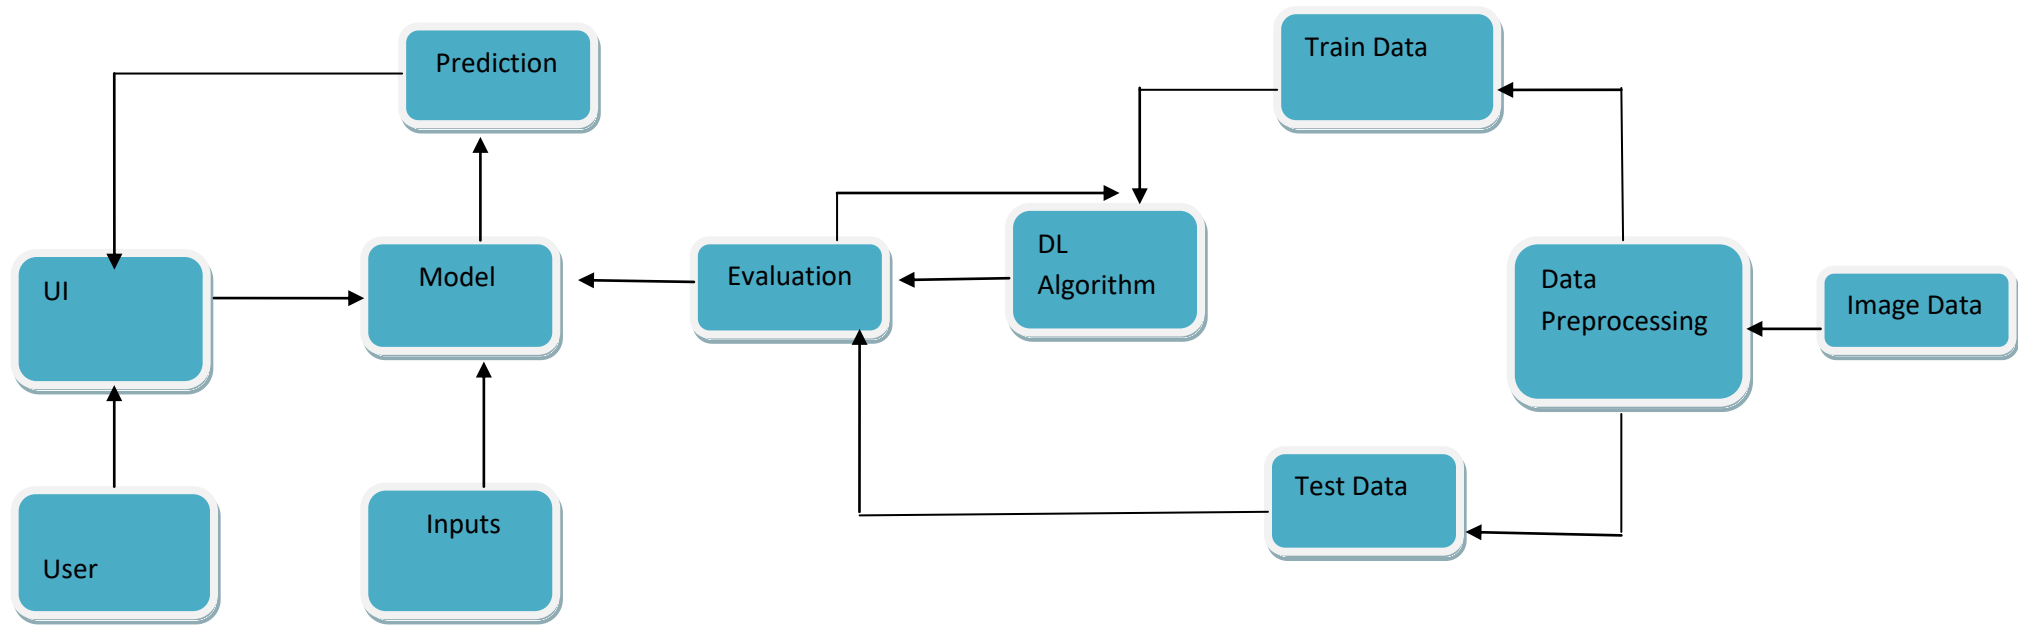 Prediction
Train Data
UI
Model
Evaluation
DL
Algorithm
Data
Preprocessing
Image Data
User
Inputs
Test Data